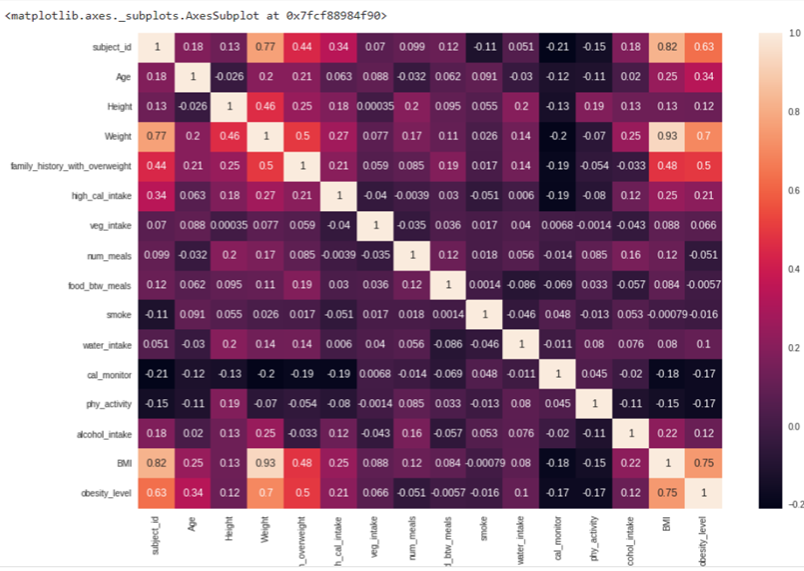 <matplotlib.axes._subplots.AxesSubplot at 0x7fcf88984f90>
subject_id 1 0.18 0.13 0.77 0.44 0.34 0.07 0.099 0.12 -0.11 0.051 -0.21 -0.15 0.18 0.82 0.63
Age 0.18 1 -0.026 0.2 0.21 0.063 0.088 -0.032 0.062 0.091 -0.03 -0.12 -0.11 0.02 0.25 0.34
Height 0.13 -0.026 1 0.46 0.25 0.18 0.00035 0.2 0.095 0.055 0.2 -0.13 0.19 0.13 0.13 0.12
Weight 0.77 0.2 0.46 1 0.5 0.27 0.077 0.17 0.11 0.026 0.14 -0.2 -0.07 0.25 0.93 0.7
family_history_with_overweight 0.44 0.21 0.25 0.5 1 0.21 0.059 0.085 0.19 0.017 0.14 -0.19 -0.054 -0.033 0.48 0.5
high_cal_intake 0.34 0.063 0.18 0.27 0.21 1 -0.04 -0.0039 0.03 -0.051 0.006 -0.19 -0.08 0.12 0.25 0.21
veg_intake 0.07 0.088 0.00035 0.077 0.059 -0.04 1 -0.035 0.036 0.017 0.04 0.0068 -0.0014 -0.043 0.088 0.066
num_meals 0.099 -0.032 0.2 0.17 0.085 -0.0039 -0.035 1 0.12 0.018 0.056 -0.014 0.085 0.16 0.12 -0.051
food_btw_meals 0.12 0.062 0.095 0.11 0.19 0.03 0.036 0.12 1 0.0014 -0.086 -0.069 0.033 -0.057 0.084 -0.0057
smoke -0.11 0.091 0.055 0.026 0.017 -0.051 0.017 0.018 0.0014 1 -0.046 0.048 -0.013 0.053 -0.00079 -0.016
water_intake 0.051 -0.03 0.2 0.14 0.14 0.006 0.04 0.056 -0.086 -0.046 1 -0.011 0.08 0.076 0.08 0.1
cal_monitor -0.21 -0.12 -0.13 -0.2 -0.19 -0.19 0.0068 -0.014 -0.069 0.048 -0.011 1 0.045 -0.02 -0.18 -0.17
phy_activity -0.15 -0.11 0.19 -0.07 -0.054 -0.08 -0.0014 0.085 0.033 -0.013 0.08 0.045 1 -0.11 -0.15 -0.17
alcohol_intake 0.18 0.02 0.13 0.25 -0.033 0.12 -0.043 0.16 -0.057 0.053 0.076 -0.02 -0.11 1 0.22 0.12
BMI 0.82 0.25 0.13 0.93 0.48 0.25 0.088 0.12 0.084 -0.00079 0.08 -0.18 -0.15 0.22 1 0.75
obesity_level 0.63 0.34 0.12 0.7 0.5 0.21 0.066 -0.051 -0.0057 -0.016 0.1 -0.17 -0.17 0.12 0.75 1
subject_id
Age
Height
Weight
_overweight
h_cal_intake
veg_intake
num_meals
_btw_meals
smoke
water_intake
cal_monitor
phy_activity
cohol_intake
BMI
besity_level
1.0
0.8
0.6
0.4
0.2
0.0
-0.2